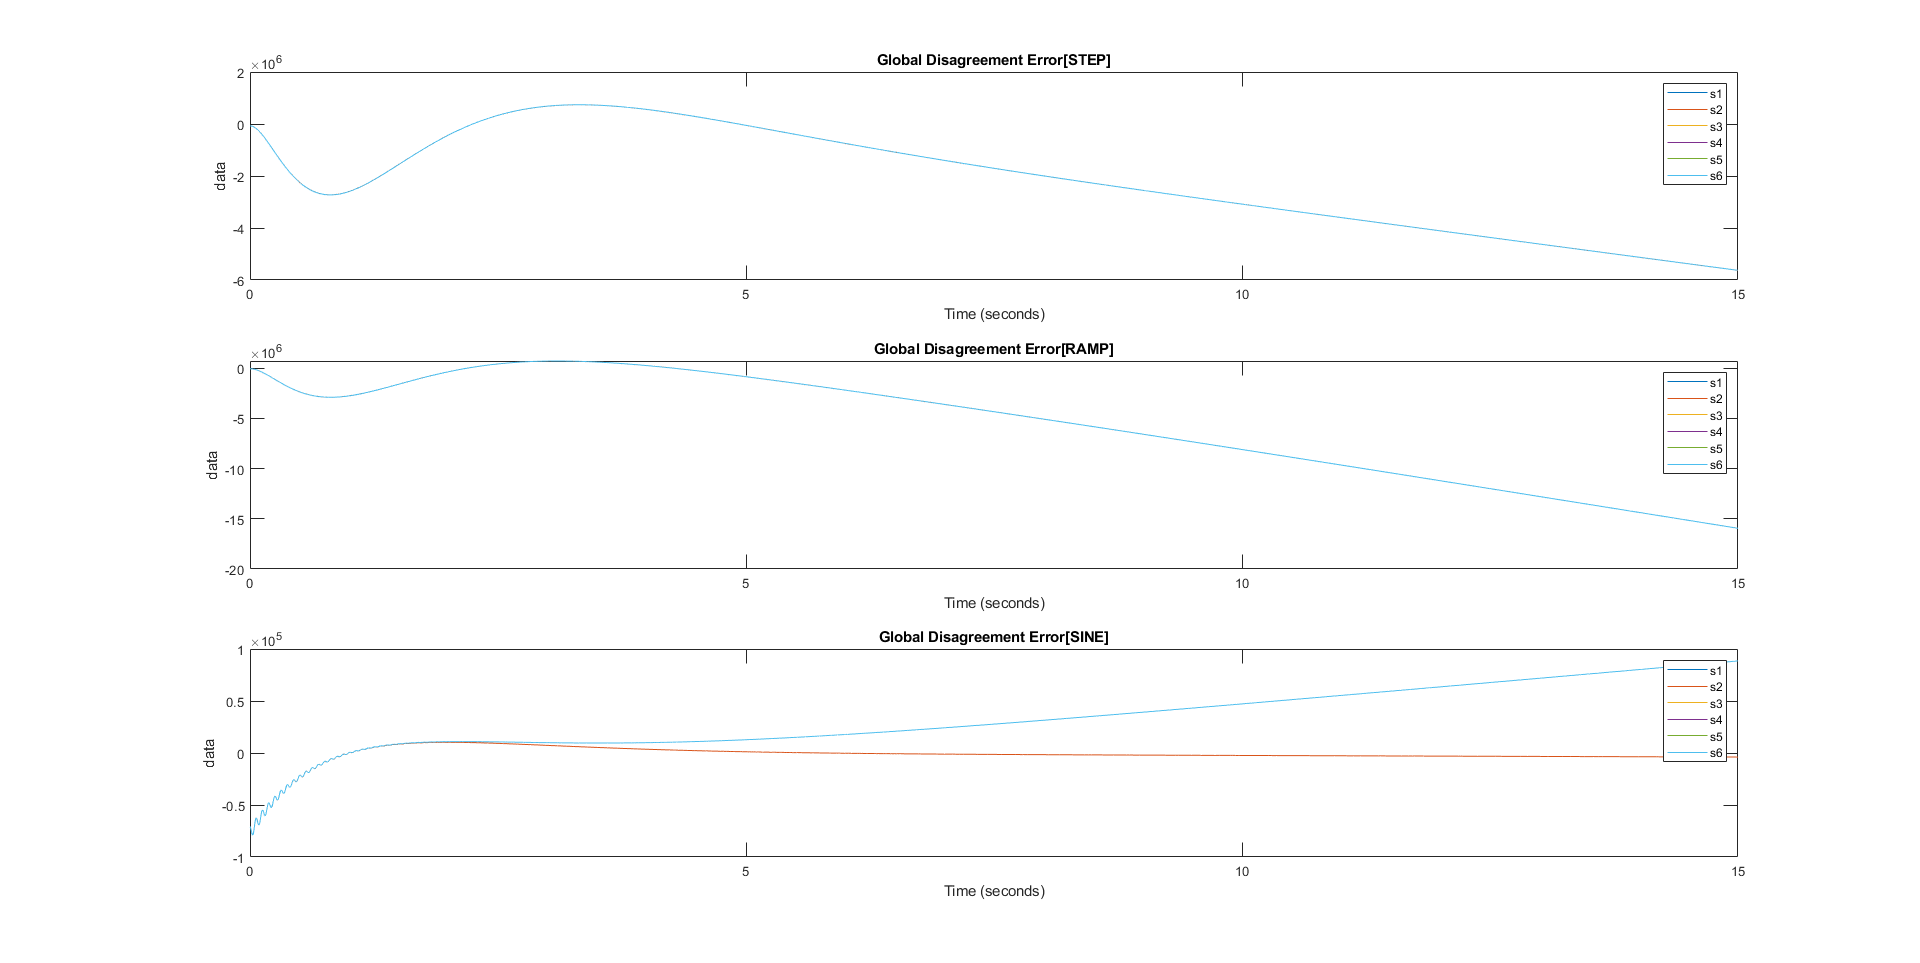 Global Disagreement Error[STEP]
×10^6
2
0
-2
-4
-6
data
0 5 10 15
Time (seconds)
s1
s2
s3
s4
s5
s6
Global Disagreement Error[RAMP]
×10^6
0
-5
-10
-15
-20
data
0 5 10 15
Time (seconds)
s1
s2
s3
s4
s5
s6
Global Disagreement Error[SINE]
×10^5
1
0.5
0
-0.5
-1
data
0 5 10 15
Time (seconds)
s1
s2
s3
s4
s5
s6